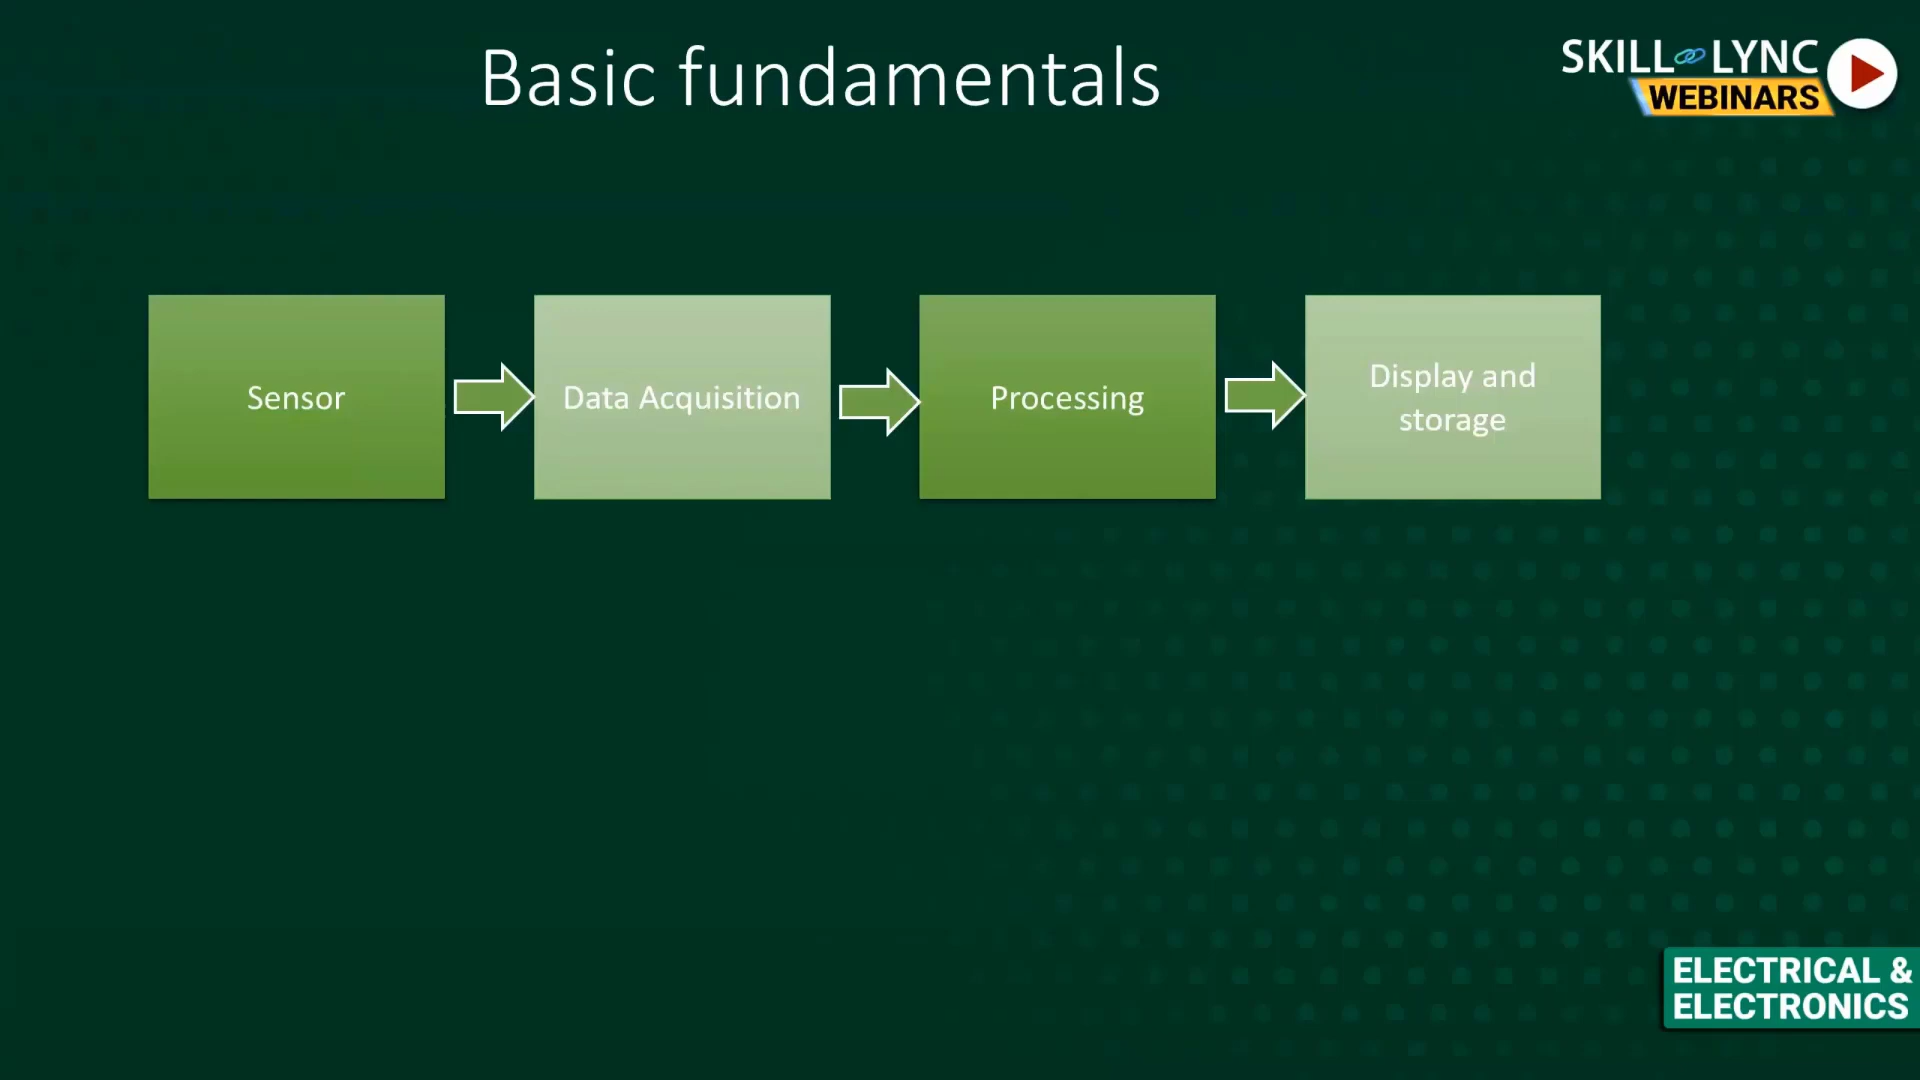 Basic fundamentals
SKILL LYNC
WEBINARS
Sensor
Data Acquisition
Processing
Display and
storage
ELECTRICAL &
ELECTRONICS